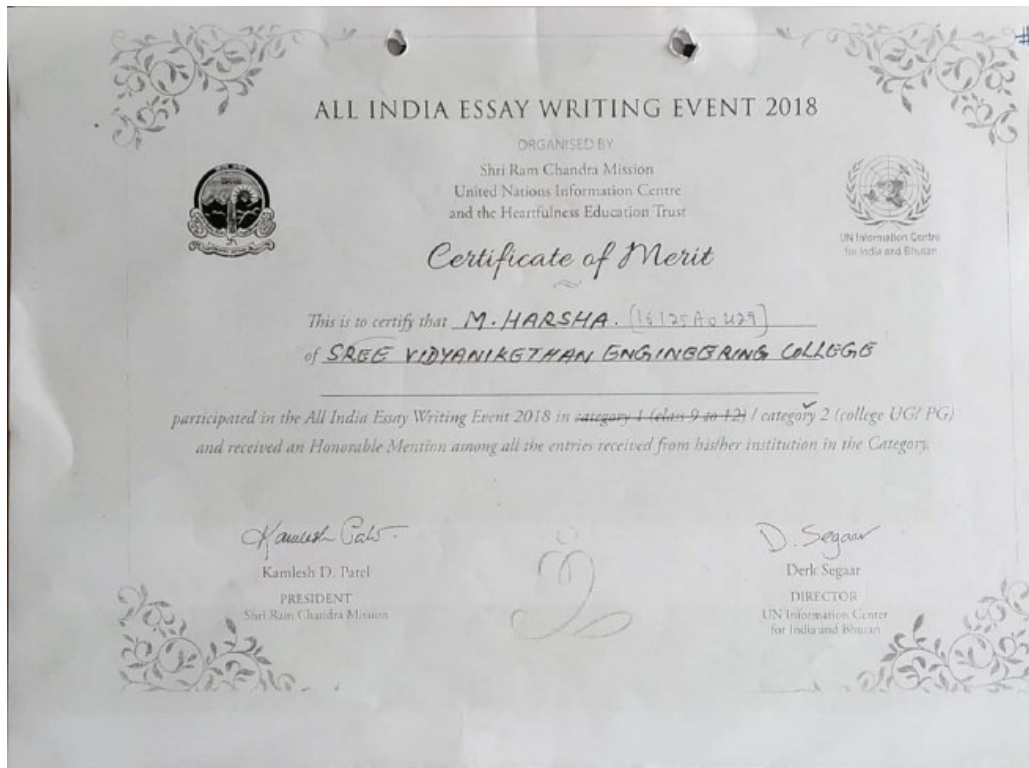 #
ALL INDIA ESSAY WRITING EVENT 2018
ORGANISED BY
Shri Ram Chandra Mission
United Nations Information Centre
and the Heartfulness Education Trust
UN Information Centre
for India and Bhutan
Certificate of Merit
This is to certify that M. HARSHA.
of SREE VIDYANIKETHAN ENGINEERING COLLEGE
participated in the All India Essay Writing Event 2018 in category 1 (class 9 to 12) / category 2 (college UG/ PG)
and received an Honorable Mention among all the entries received from his/her institution in the Category.
Kamlesh D. Patel
PRESIDENT
Shri Ram Chandra Mission
D. Segaar
Derk Segaar
DIRECTOR
UN Information Center
for India and Bhutan